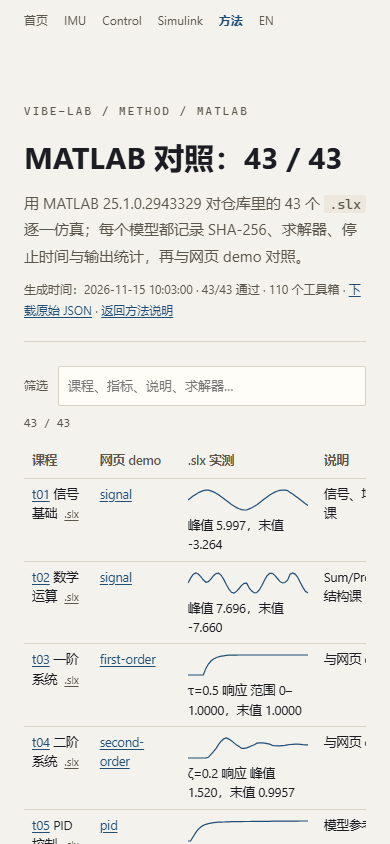 首页 IMU Control Simulink 方法 EN
VIBE-LAB / METHOD / MATLAB
MATLAB 对照：43 / 43
用 MATLAB 25.1.0.2943329 对仓库里的 43 个 .slx
逐一仿真；每个模型都记录 SHA-256、求解器、停
止时间与输出统计，再与网页 demo 对照。
生成时间：2026-11-15 10:03:00 · 43/43 通过 · 110 个工具箱 · 下
载原始 JSON · 返回方法说明
筛选 课程、指标、说明、求解器…
43 / 43
课程 网页 demo .slx 实测 说明
t01 信号 signal 信号、
基础 .slx 课
峰值 5.997，末值
-3.264
t02 数学 signal Sum/Pro
运算 .slx 结构课
峰值 7.696，末值
-7.660
t03 一阶 first-order 与网页
系统 .slx
τ=0.5 响应 范围 0–
1.0000，末值 1.0000
t04 二阶 second- 与网页
系统 .slx order
ζ=0.2 响应 峰值
1.520，末值 0.9957
t05 PID pid 模型参
控制 .slx